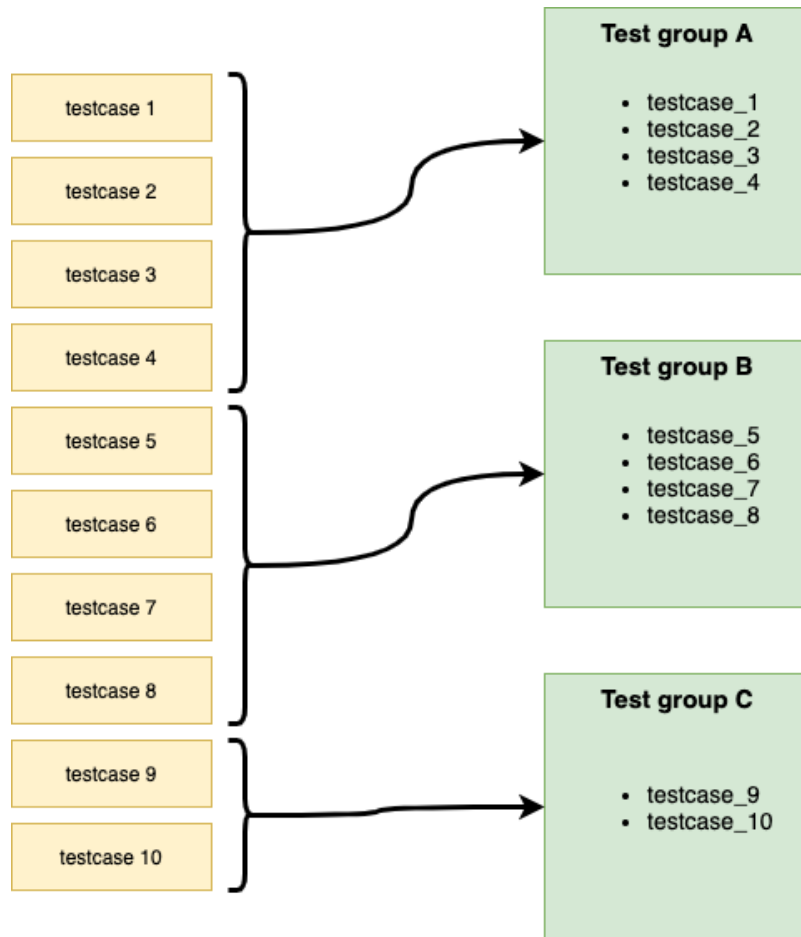 testcase 1
testcase 2
testcase 3
testcase 4
testcase 5
testcase 6
testcase 7
testcase 8
testcase 9
testcase 10
Test group A
• testcase_1
• testcase_2
• testcase_3
• testcase_4
Test group B
• testcase_5
• testcase_6
• testcase_7
• testcase_8
Test group C
• testcase_9
• testcase_10